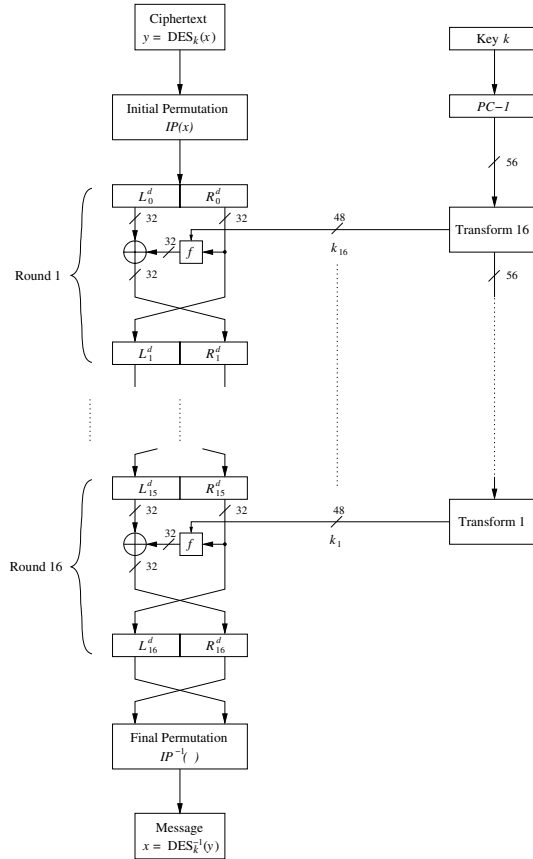 Ciphertext
y = DES_k(x)
Key k
Initial Permutation
IP(x)
PC-1
56
L_0^d R_0^d
32 32
48
Transform 16
32
f
k_16
32
56
Round 1
L_1^d R_1^d
L_15^d R_15^d
32 32
48
Transform 1
32
f
k_1
32
Round 16
L_16^d R_16^d
Final Permutation
IP^-1( )
Message
x = DES_k^-1(y)